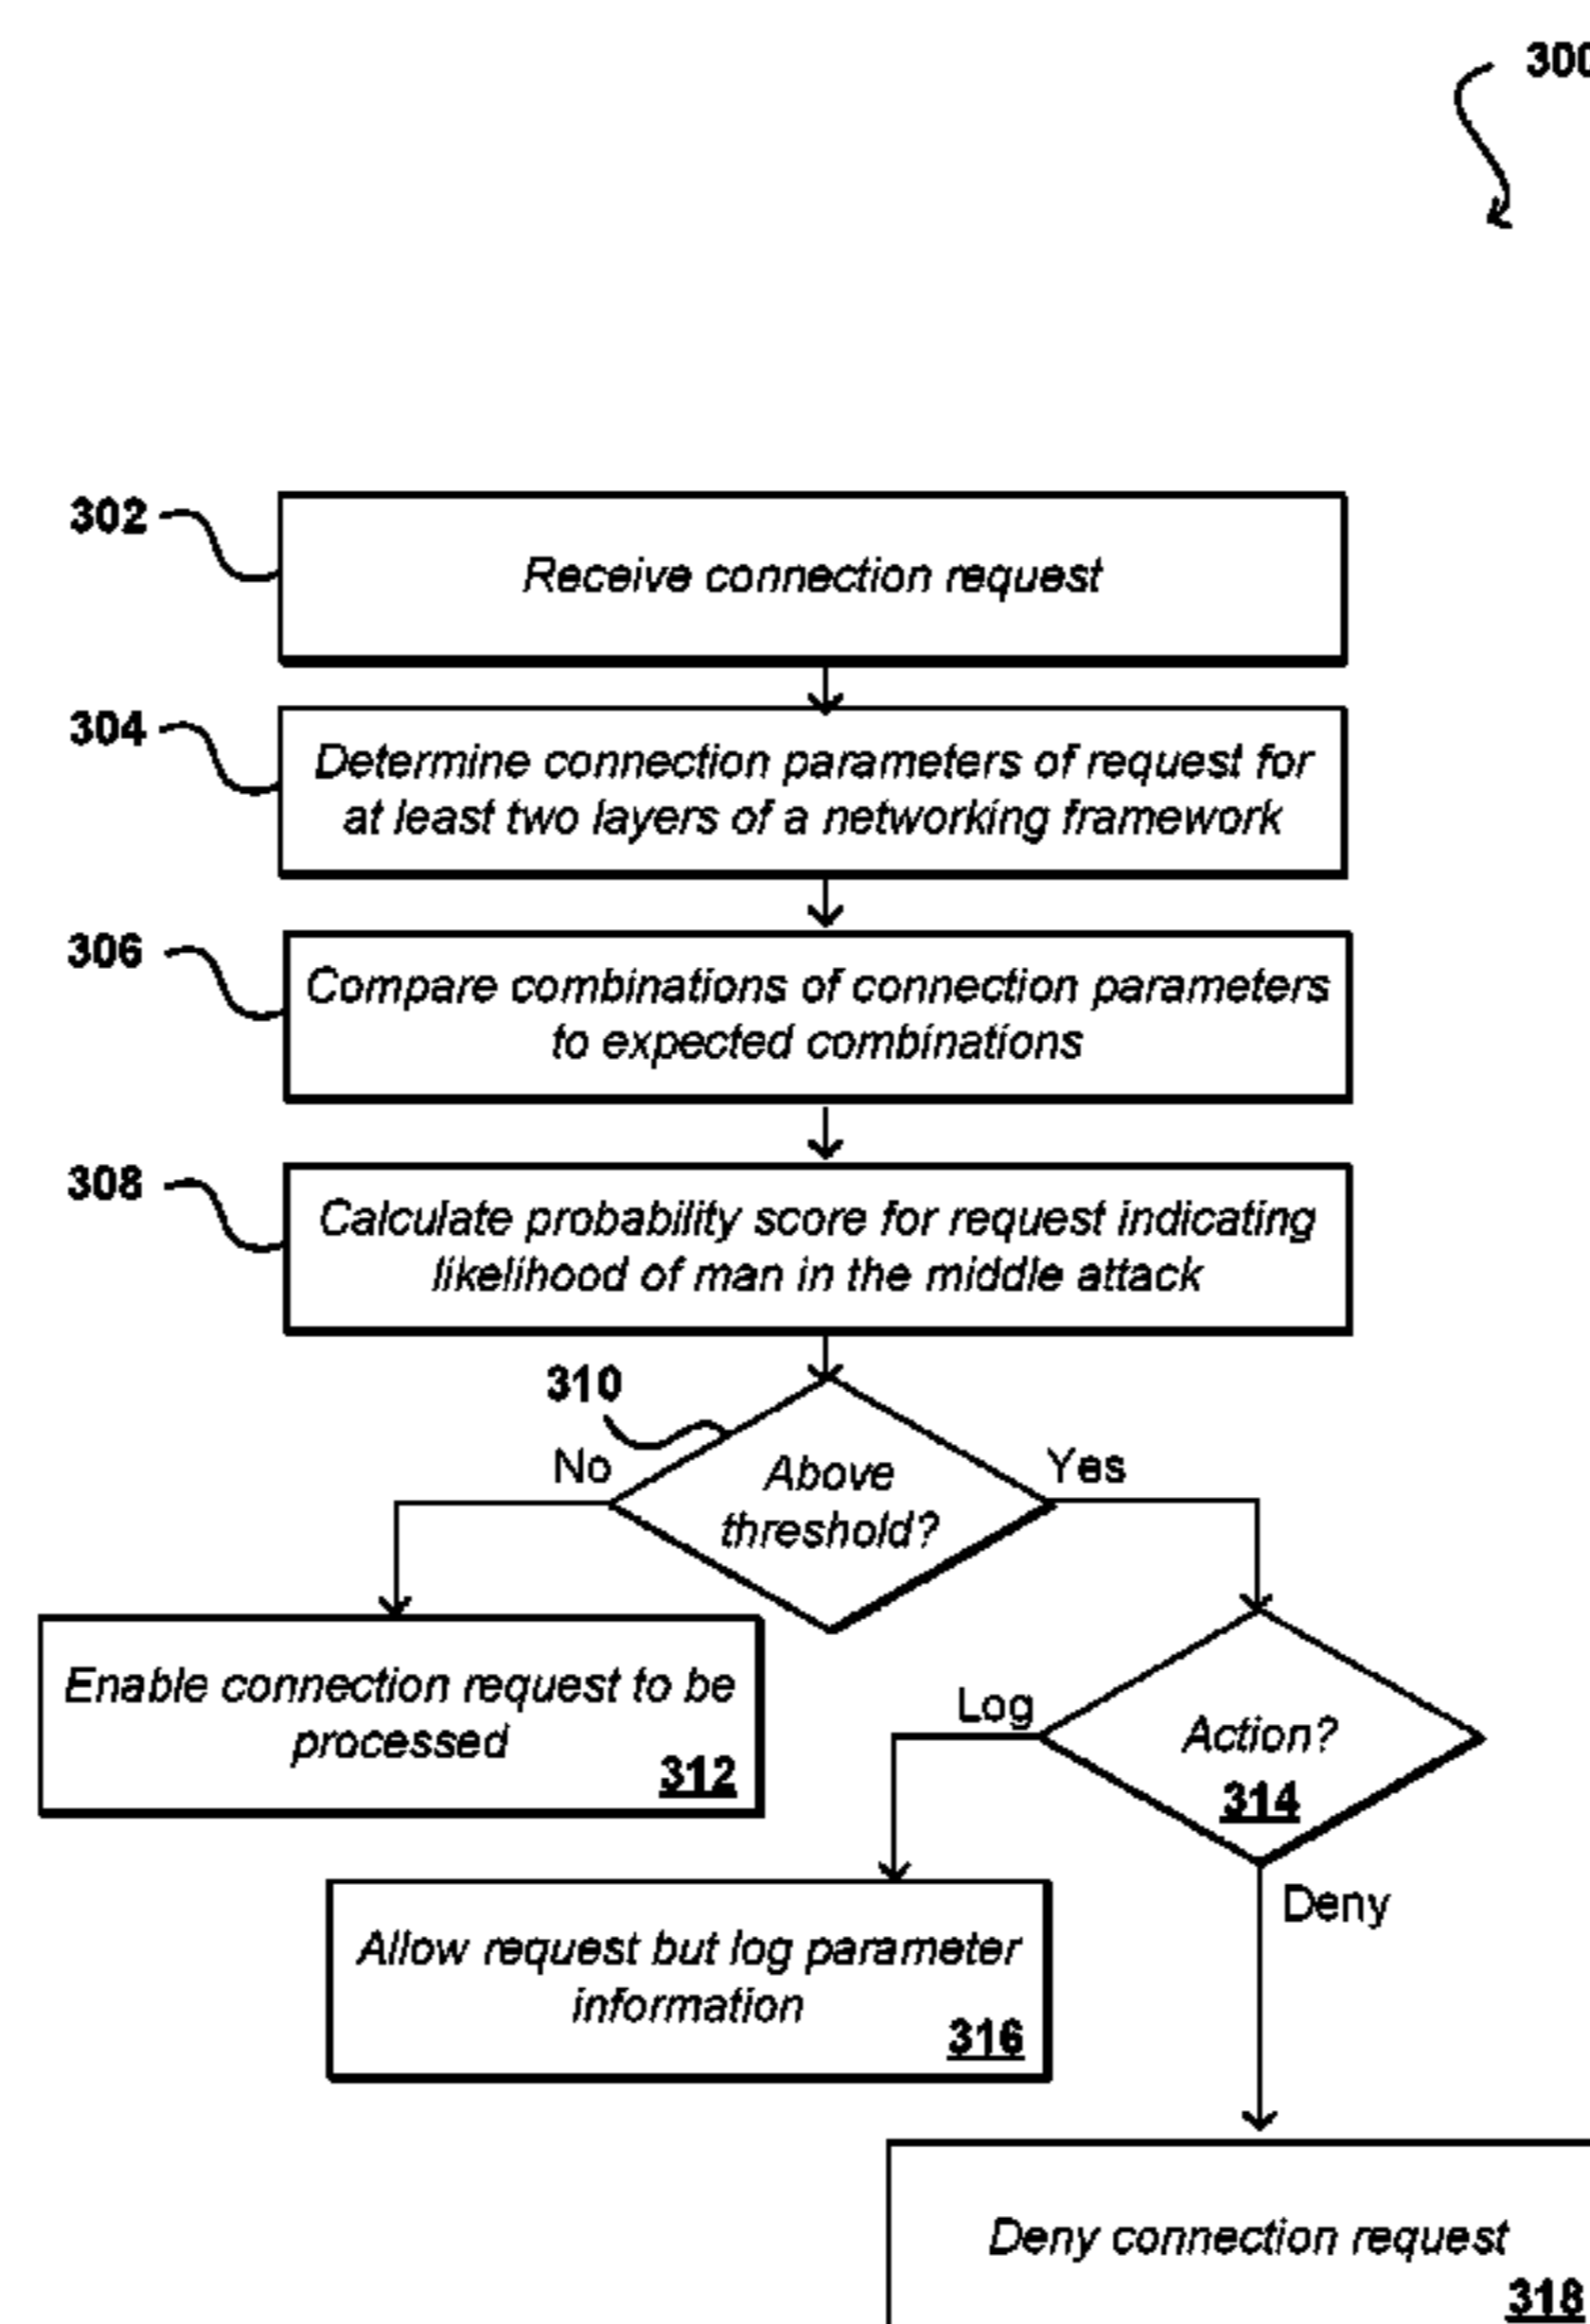 300
302
Receive connection request
304
Determine connection parameters of request for
at least two layers of a networking framework
306
Compare combinations of connection parameters
to expected combinations
308
Calculate probability score for request indicating
likelihood of man in the middle attack
310
No
Above
threshold?
Yes
Enable connection request to be
processed
312
Log
Action?
314
Deny
Allow request but log parameter
information
316
Deny connection request
318